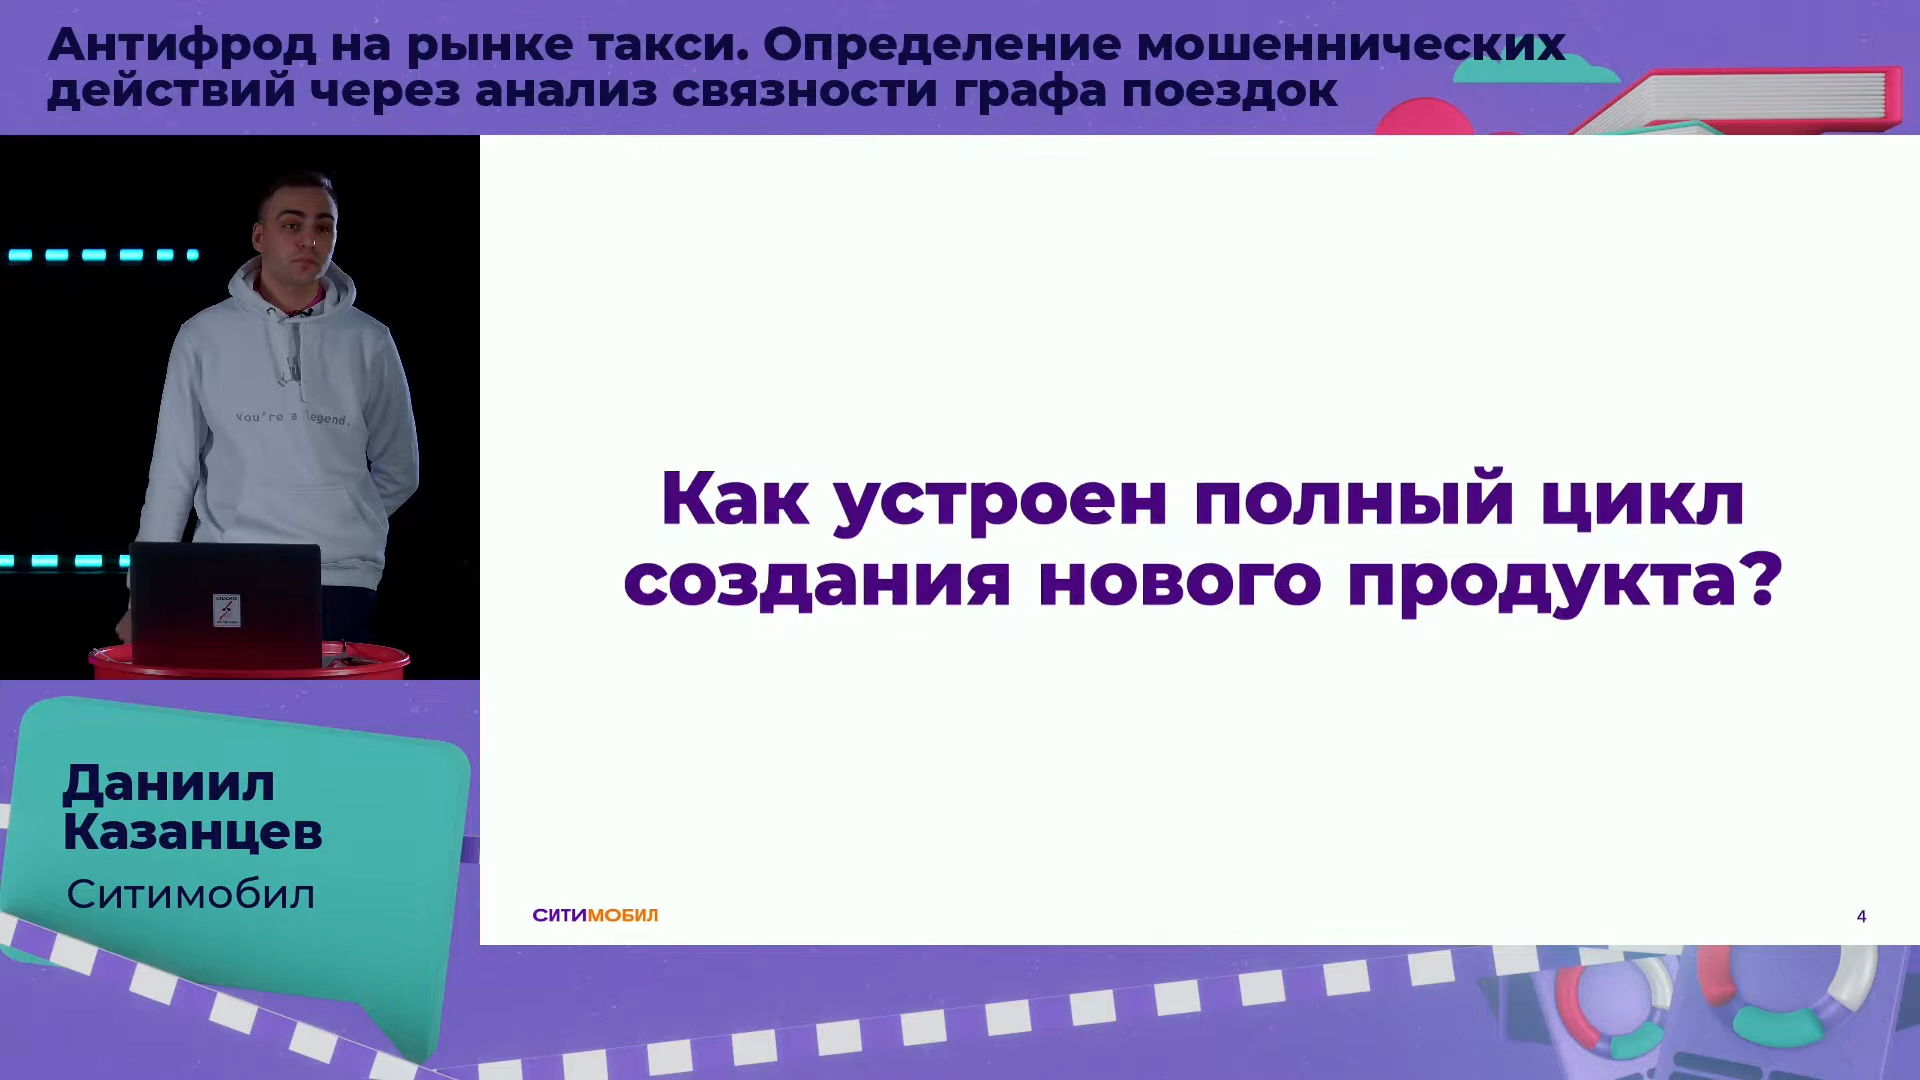 Антифрод на рынке такси. Определение мошеннических
действий через анализ связности графа поездок
You're a legend.
Как устроен полный цикл
создания нового продукта?
Даниил
Казанцев
Ситимобил
СИТИМОБИЛ
4